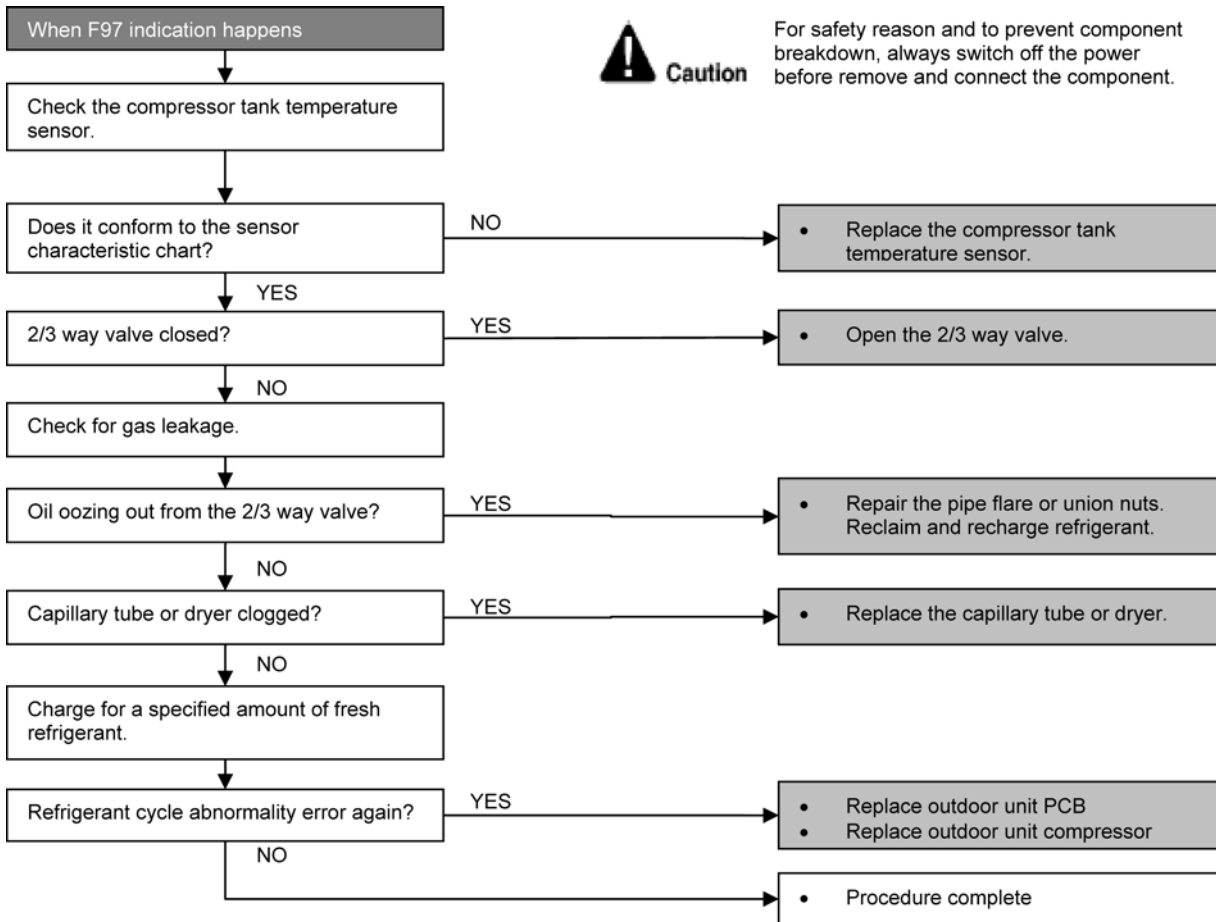 When F97 indication happens
Caution
For safety reason and to prevent component
breakdown, always switch off the power
before remove and connect the component.
Check the compressor tank temperature
sensor.
Does it conform to the sensor
characteristic chart?
NO
• Replace the compressor tank
temperature sensor.
YES
2/3 way valve closed?
YES
• Open the 2/3 way valve.
NO
Check for gas leakage.
Oil oozing out from the 2/3 way valve?
YES
• Repair the pipe flare or union nuts.
Reclaim and recharge refrigerant.
NO
Capillary tube or dryer clogged?
YES
• Replace the capillary tube or dryer.
NO
Charge for a specified amount of fresh
refrigerant.
Refrigerant cycle abnormality error again?
YES
• Replace outdoor unit PCB
• Replace outdoor unit compressor
NO
• Procedure complete